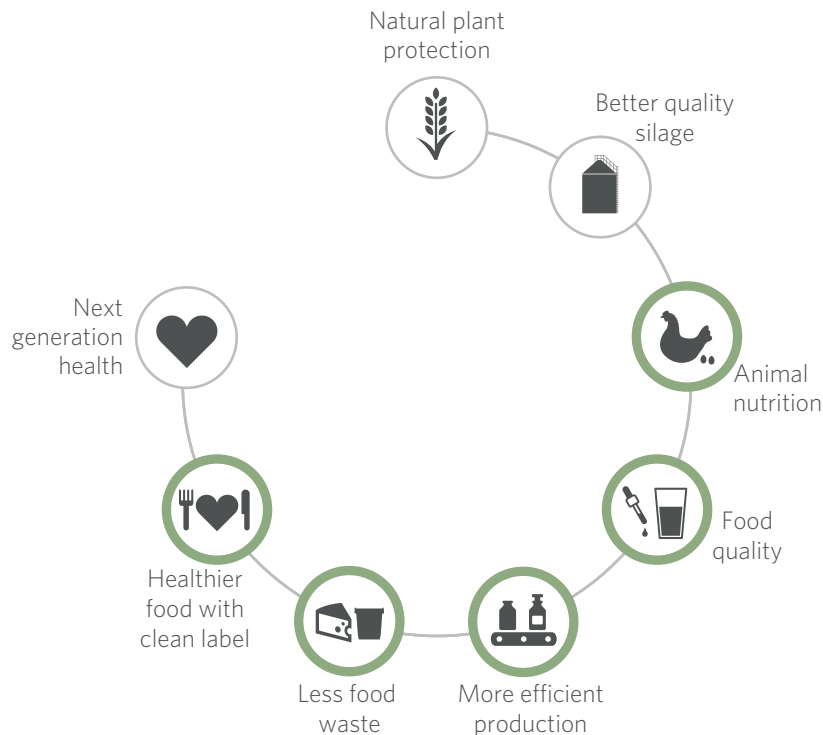 Natural plant
protection
Better quality
silage
Animal
nutrition
Food
quality
More efficient
production
Less food
waste
Healthier
food with
clean label
Next
generation
health